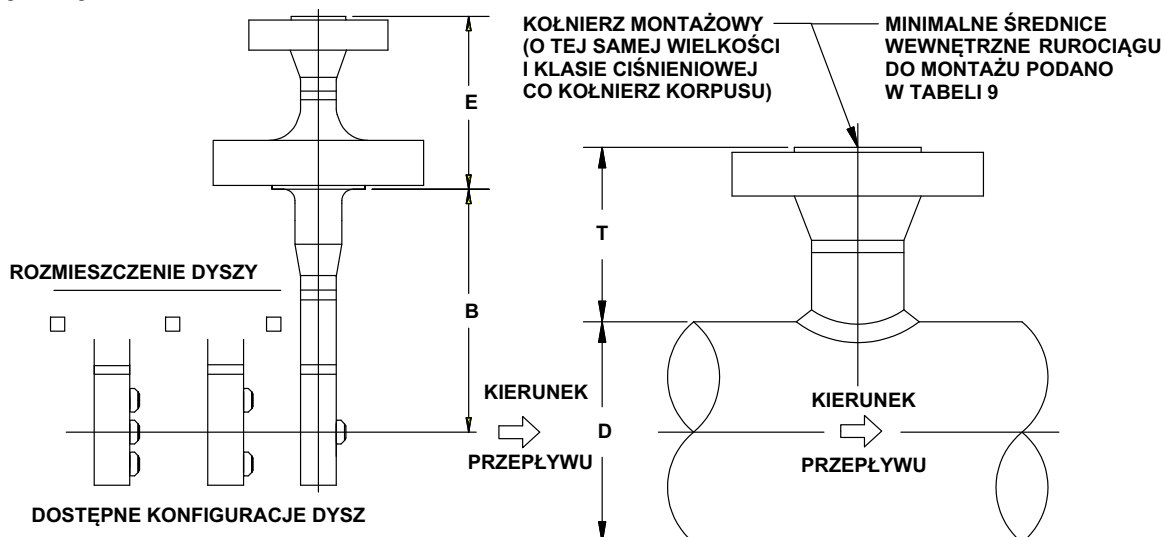 KOŁNIERZ MONTAŻOWY
(O TEJ SAMEJ WIELKOŚCI
I KLASIE CIŚNIENIOWEJ
CO KOŁNIERZ KORPUSU)
MINIMALNE ŚREDNICE
WEWNĘTRZNE RUROCIĄGU
DO MONTAŻU PODANO
W TABELI 9
E
T
ROZMIESZCZENIE DYSZY
B
KIERUNEK
PRZEPŁYWU
D
KIERUNEK
PRZEPŁYWU
DOSTĘPNE KONFIGURACJE DYSZ